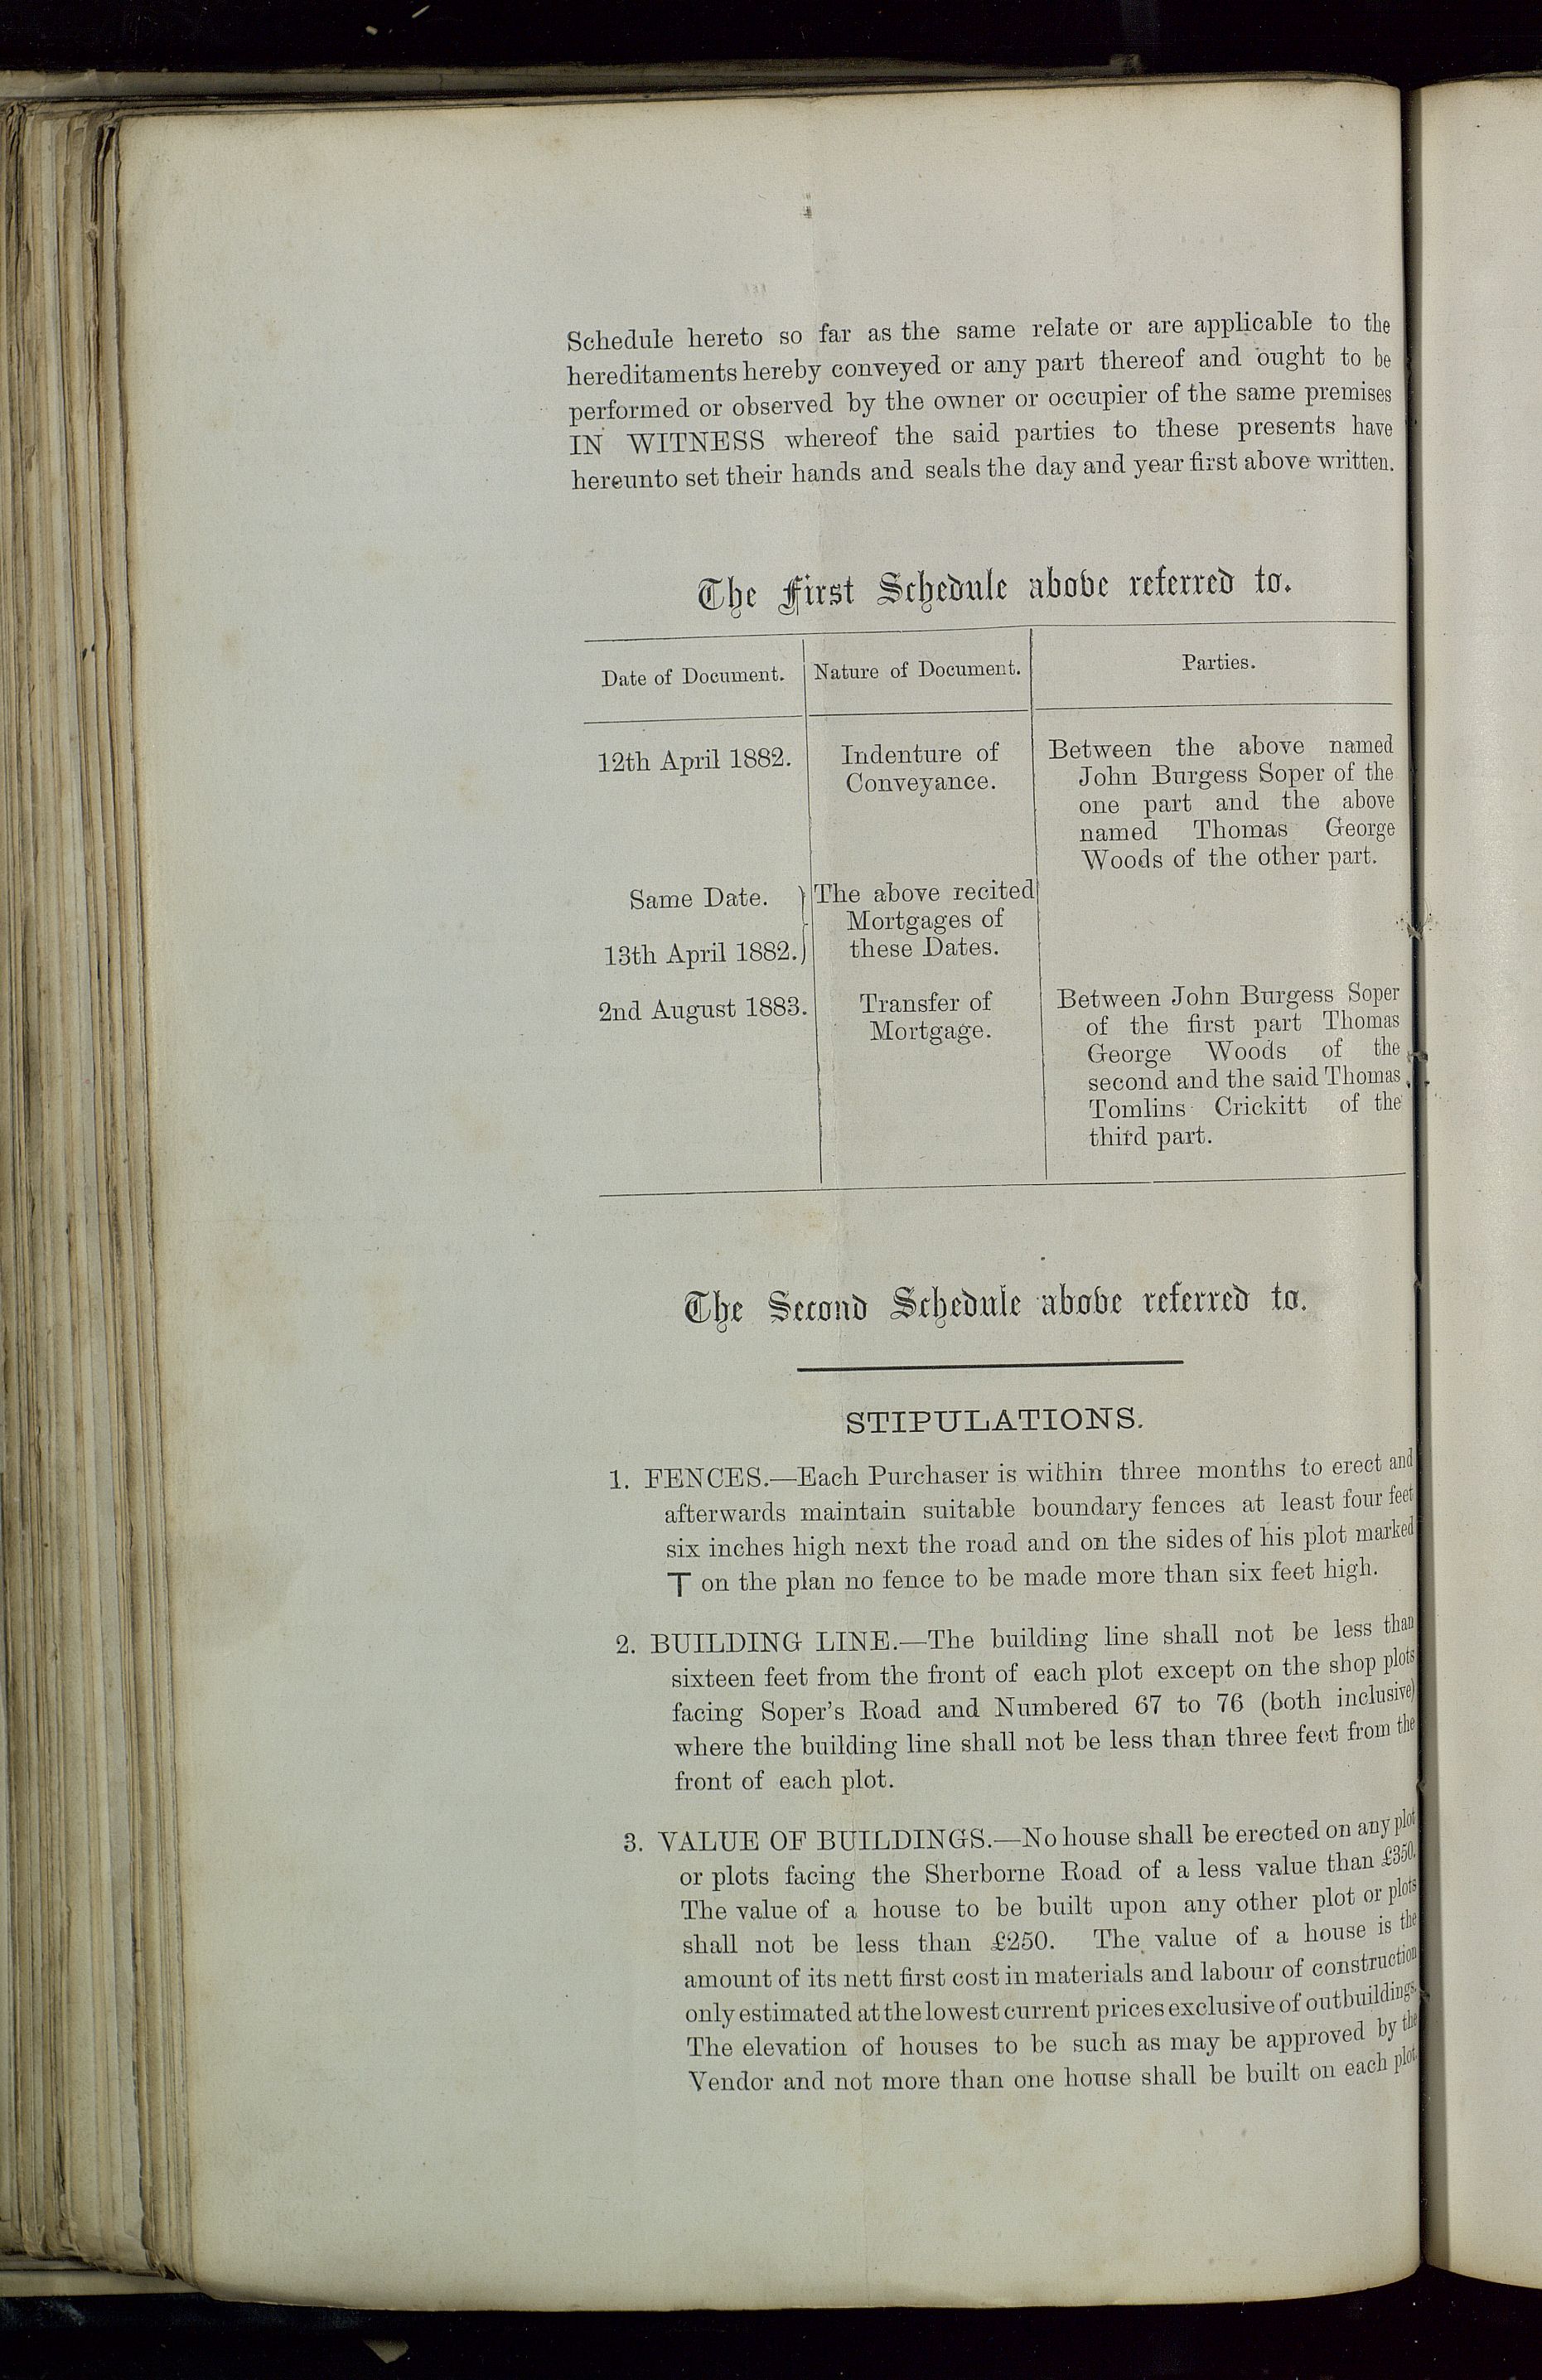 Schedule hereto so far as the same relate or are applicable to the
hereditaments hereby conveyed or any part thereof and ought to be
performed or observed by the owner or occupier of the same premises
IN WITNESS whereof the said parties to these presents have
hereunto set their hands and seals the day and year first above written.
The First Schedule above referred to.
Date of Document. Nature of Document. Parties.
12th April 1882. Indenture of Conveyance. Between the above named
John Burgess Soper of the
one part and the above
named Thomas George
Woods of the other part.
Same Date. The above recited
Mortgages of
13th April 1882. these Dates.
2nd August 1883. Transfer of Mortgage. Between John Burgess Soper
of the first part Thomas
George Woods of the
second and the said Thomas
Tomlins Crickitt of the
third part.
The Second Schedule above referred to.
STIPULATIONS.
1. FENCES.—Each Purchaser is within three months to erect and
afterwards maintain suitable boundary fences at least four feet
six inches high next the road and on the sides of his plot marked
T on the plan no fence to be made more than six feet high.
2. BUILDING LINE.—The building line shall not be less than
sixteen feet from the front of each plot except on the shop plots
facing Soper's Road and Numbered 67 to 76 (both inclusive)
where the building line shall not be less than three feet from the
front of each plot.
3. VALUE OF BUILDINGS.—No house shall be erected on any plot
or plots facing the Sherborne Road of a less value than £350.
The value of a house to be built upon any other plot or plots
shall not be less than £250. The value of a house is the
amount of its nett first cost in materials and labour of construction
only estimated at the lowest current prices exclusive of outbuildings.
The elevation of houses to be such as may be approved by the
Vendor and not more than one house shall be built on each plot.